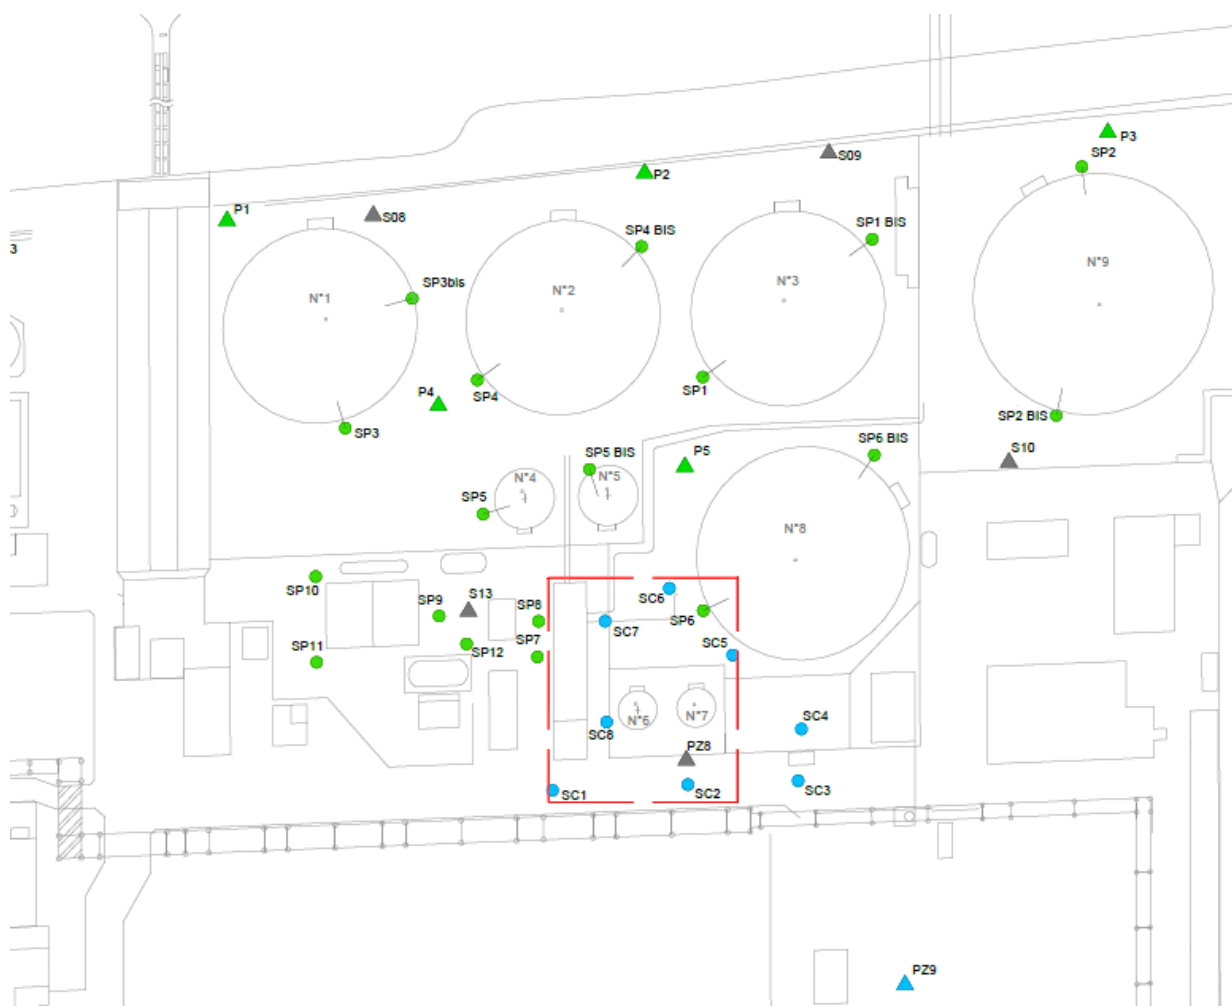 P3
SP2
S09
P2
P1
S08
SP1 BIS
SP4 BIS
3
N°9
SP3bis
N°3
N°2
N°1
SP1
P4
SP4
SP2 BIS
SP3
SP6 BIS
S10
P5
SP5 BIS
N°4
N°5
SP5
N°8
SP10
S13
SC6
SP9
SP8
SP6
SC7
SP7
SP12
SC5
SP11
N°6
N°7
SC4
SC8
PZ8
SC1
SC2
SC3
PZ9